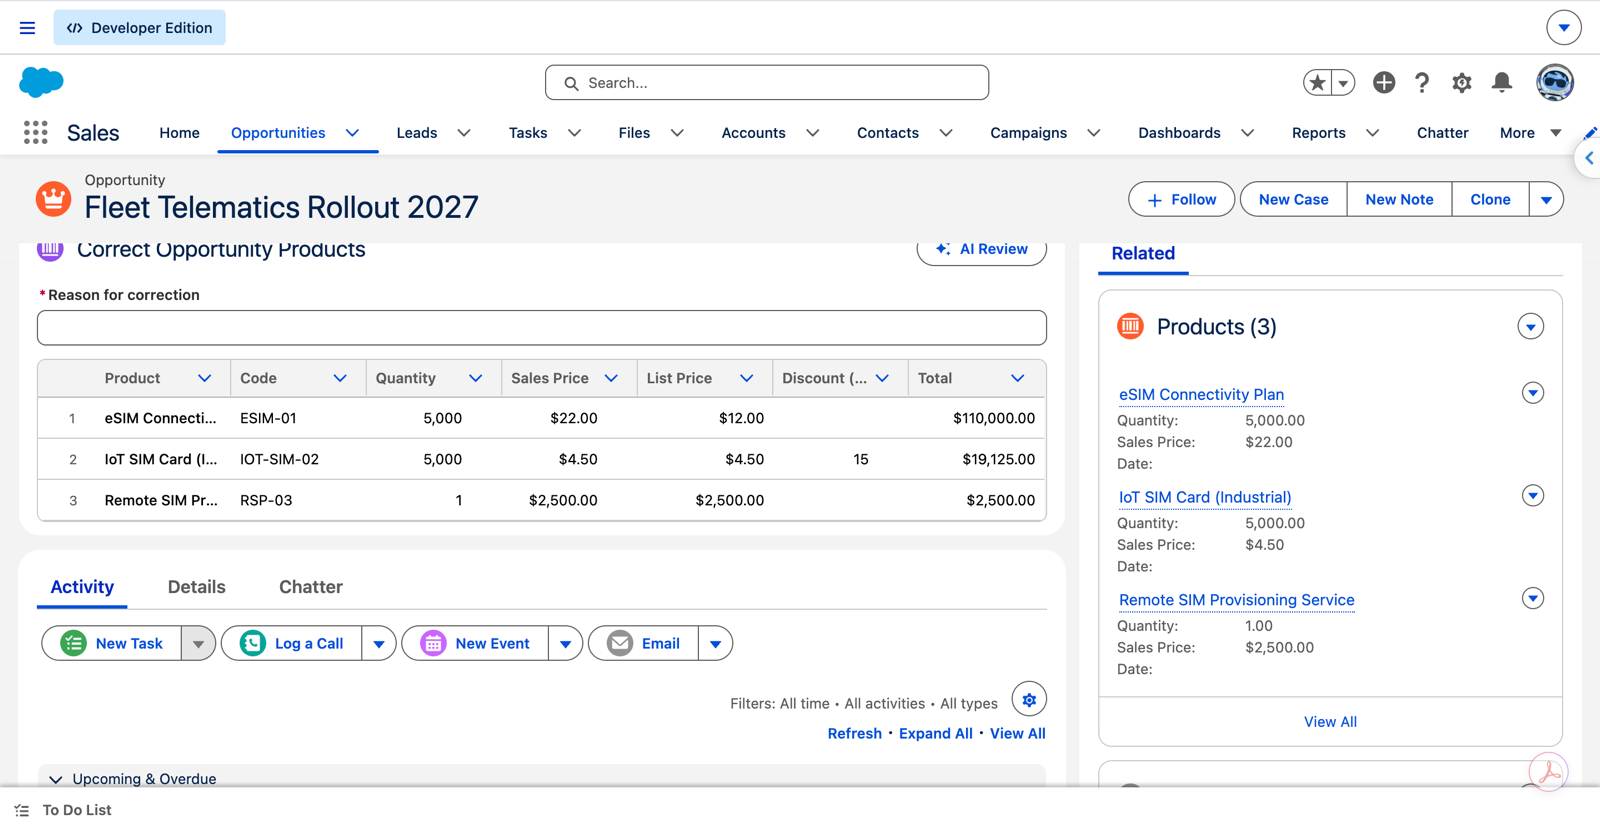 Developer Edition
Search...
Sales
Home
Opportunities
Leads
Tasks
Files
Accounts
Contacts
Campaigns
Dashboards
Reports
Chatter
More
Opportunity
Fleet Telematics Rollout 2027
Follow
New Case
New Note
Clone
Correct Opportunity Products
AI Review
*Reason for correction
Product Code Quantity Sales Price List Price Discount (... Total
1 eSIM Connecti... ESIM-01 5,000 $22.00 $12.00 $110,000.00
2 IoT SIM Card (I... IOT-SIM-02 5,000 $4.50 $4.50 15 $19,125.00
3 Remote SIM Pr... RSP-03 1 $2,500.00 $2,500.00 $2,500.00
Activity
Details
Chatter
New Task
Log a Call
New Event
Email
Filters: All time • All activities • All types
Refresh • Expand All • View All
Upcoming & Overdue
Related
Products (3)
eSIM Connectivity Plan
Quantity: 5,000.00
Sales Price: $22.00
Date:
IoT SIM Card (Industrial)
Quantity: 5,000.00
Sales Price: $4.50
Date:
Remote SIM Provisioning Service
Quantity: 1.00
Sales Price: $2,500.00
Date:
View All
To Do List